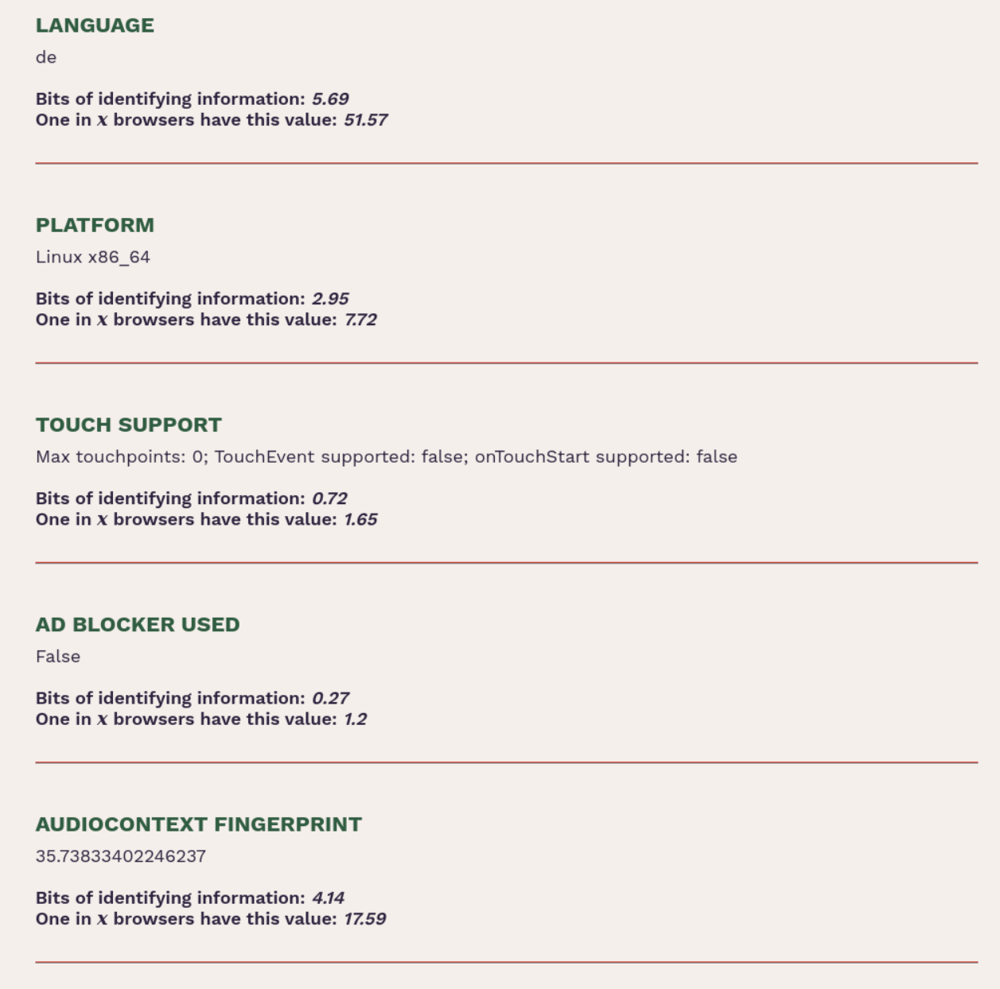 LANGUAGE
de
Bits of identifying information: 5.69
One in x browsers have this value: 51.57
PLATFORM
Linux x86_64
Bits of identifying information: 2.95
One in x browsers have this value: 7.72
TOUCH SUPPORT
Max touchpoints: 0; TouchEvent supported: false; onTouchStart supported: false
Bits of identifying information: 0.72
One in x browsers have this value: 1.65
AD BLOCKER USED
False
Bits of identifying information: 0.27
One in x browsers have this value: 1.2
AUDIOCONTEXT FINGERPRINT
35.73833402246237
Bits of identifying information: 4.14
One in x browsers have this value: 17.59